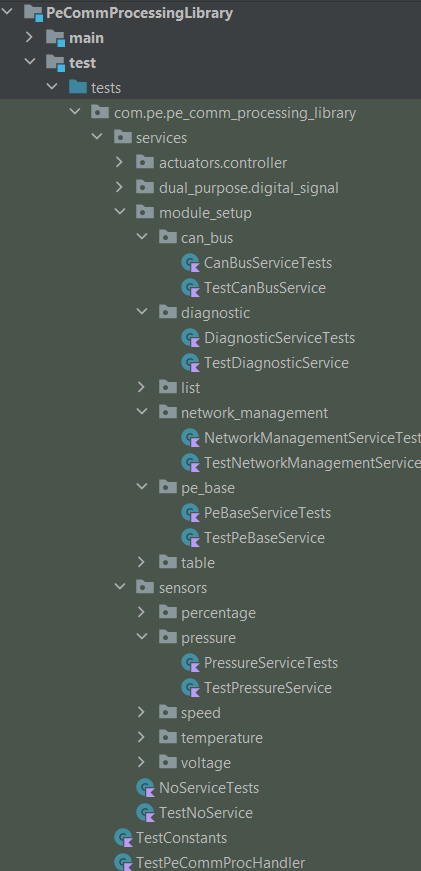 PeCommProcessingLibrary
main
test
tests
com.pe.pe_comm_processing_library
services
actuators.controller
dual_purpose.digital_signal
module_setup
can_bus
CanBusServiceTests
TestCanBusService
diagnostic
DiagnosticServiceTests
TestDiagnosticService
list
network_management
NetworkManagementServiceTest
TestNetworkManagementService
pe_base
PeBaseServiceTests
TestPeBaseService
table
sensors
percentage
pressure
PressureServiceTests
TestPressureService
speed
temperature
voltage
NoServiceTests
TestNoService
TestConstants
TestPeCommProcHandler